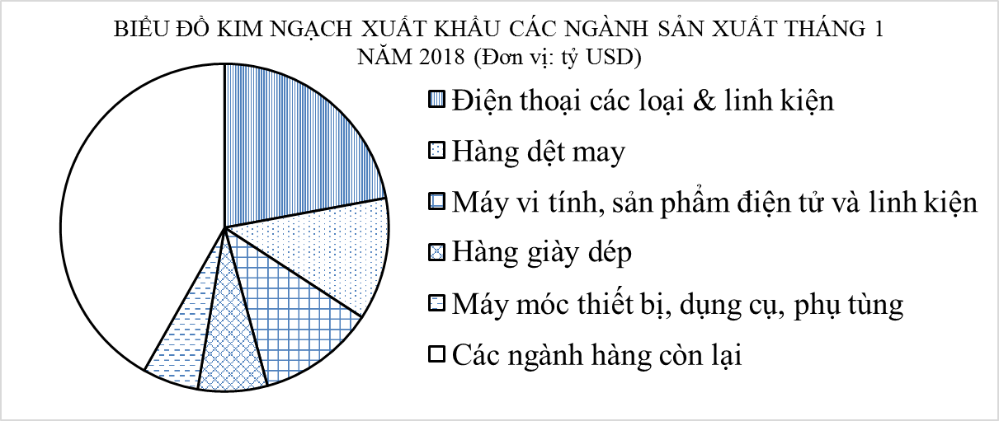 BIỂU ĐỒ KIM NGẠCH XUẤT KHẨU CÁC NGÀNH SẢN XUẤT THÁNG 1
NĂM 2018 (Đơn vị: tỷ USD)
Điện thoại các loại & linh kiện
Hàng dệt may
Máy vi tính, sản phẩm điện tử và linh kiện
Hàng giày dép
Máy móc thiết bị, dụng cụ, phụ tùng
Các ngành hàng còn lại